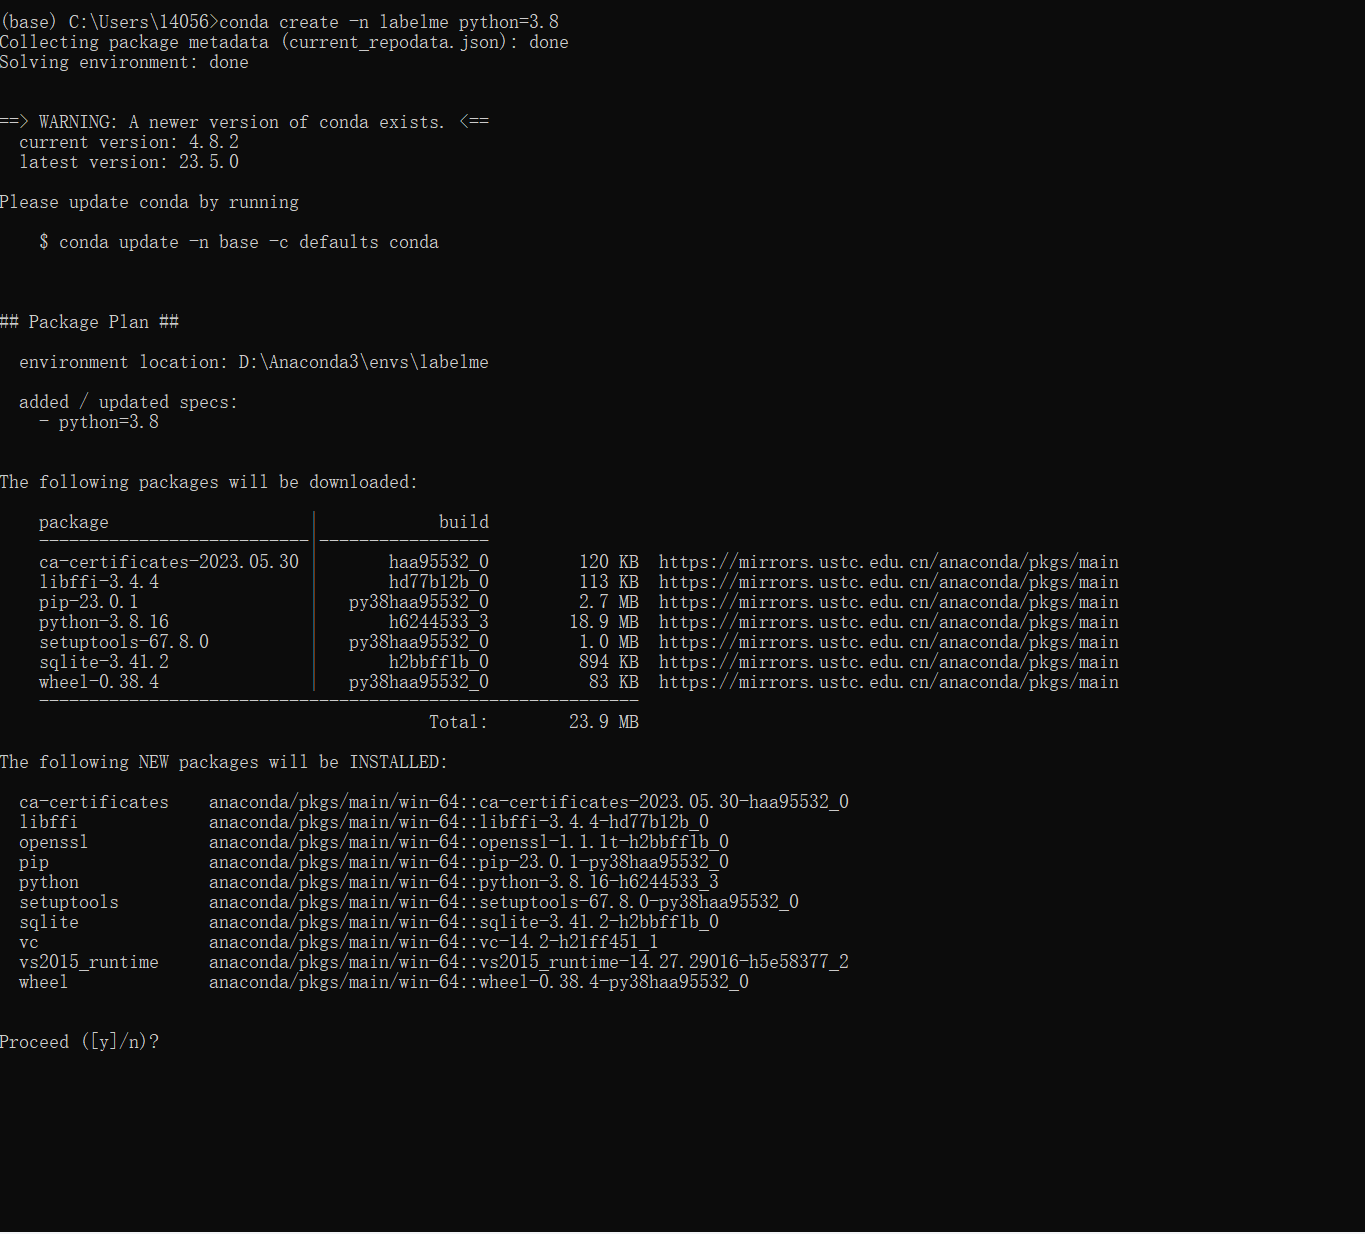 (base) C:\Users\14056>conda create -n labelme python=3.8
Collecting package metadata (current_repodata.json): done
Solving environment: done
==> WARNING: A newer version of conda exists. <==
  current version: 4.8.2
  latest version: 23.5.0
Please update conda by running
    $ conda update -n base -c defaults conda
## Package Plan ##
  environment location: D:\Anaconda3\envs\labelme
  added / updated specs:
    - python=3.8
The following packages will be downloaded:
    package                    |            build
    ---------------------------|-----------------
    ca-certificates-2023.05.30 |       haa95532_0         120 KB  https://mirrors.ustc.edu.cn/anaconda/pkgs/main
    libffi-3.4.4               |       hd77b12b_0         113 KB  https://mirrors.ustc.edu.cn/anaconda/pkgs/main
    pip-23.0.1                 |   py38haa95532_0         2.7 MB  https://mirrors.ustc.edu.cn/anaconda/pkgs/main
    python-3.8.16              |       h6244533_3        18.9 MB  https://mirrors.ustc.edu.cn/anaconda/pkgs/main
    setuptools-67.8.0          |   py38haa95532_0         1.0 MB  https://mirrors.ustc.edu.cn/anaconda/pkgs/main
    sqlite-3.41.2              |       h2bbff1b_0         894 KB  https://mirrors.ustc.edu.cn/anaconda/pkgs/main
    wheel-0.38.4               |   py38haa95532_0          83 KB  https://mirrors.ustc.edu.cn/anaconda/pkgs/main
    ------------------------------------------------------------
                                           Total:        23.9 MB
The following NEW packages will be INSTALLED:
  ca-certificates    anaconda/pkgs/main/win-64::ca-certificates-2023.05.30-haa95532_0
  libffi             anaconda/pkgs/main/win-64::libffi-3.4.4-hd77b12b_0
  openssl            anaconda/pkgs/main/win-64::openssl-1.1.1t-h2bbff1b_0
  pip                anaconda/pkgs/main/win-64::pip-23.0.1-py38haa95532_0
  python             anaconda/pkgs/main/win-64::python-3.8.16-h6244533_3
  setuptools         anaconda/pkgs/main/win-64::setuptools-67.8.0-py38haa95532_0
  sqlite             anaconda/pkgs/main/win-64::sqlite-3.41.2-h2bbff1b_0
  vc                 anaconda/pkgs/main/win-64::vc-14.2-h21ff451_1
  vs2015_runtime     anaconda/pkgs/main/win-64::vs2015_runtime-14.27.29016-h5e58377_2
  wheel              anaconda/pkgs/main/win-64::wheel-0.38.4-py38haa95532_0
Proceed ([y]/n)?